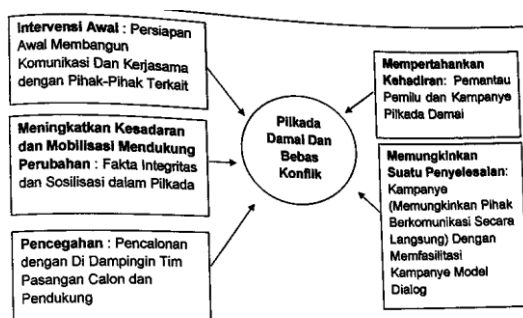 Intervensi Awal : Persiapan
Awal Membangun
Komunikasi Dan Kerjasama
dengan Pihak-Pihak Terkait
Meningkatkan Kesadaran
dan Mobilisasi Mendukung
Perubahan : Fakta Integritas
dan Sosilisasi dalam Pilkada
Pencegahan : Pencalonan
dengan Di Dampingin Tim
Pasangan Calon dan
Pendukung
Pilkada
Damai Dan
Bebas
Konflik
Mempertahankan
Kehadiran: Pemantau
Pemilu dan Kampanye
Pilkada Damai
Memungkinkan
Suatu Penyelesaian:
Kampanye
(Memungkinkan Pihak
Berkomunikasi Secara
Langsung) Dengan
Memfasilitasi
Kampanye Model
Dialog